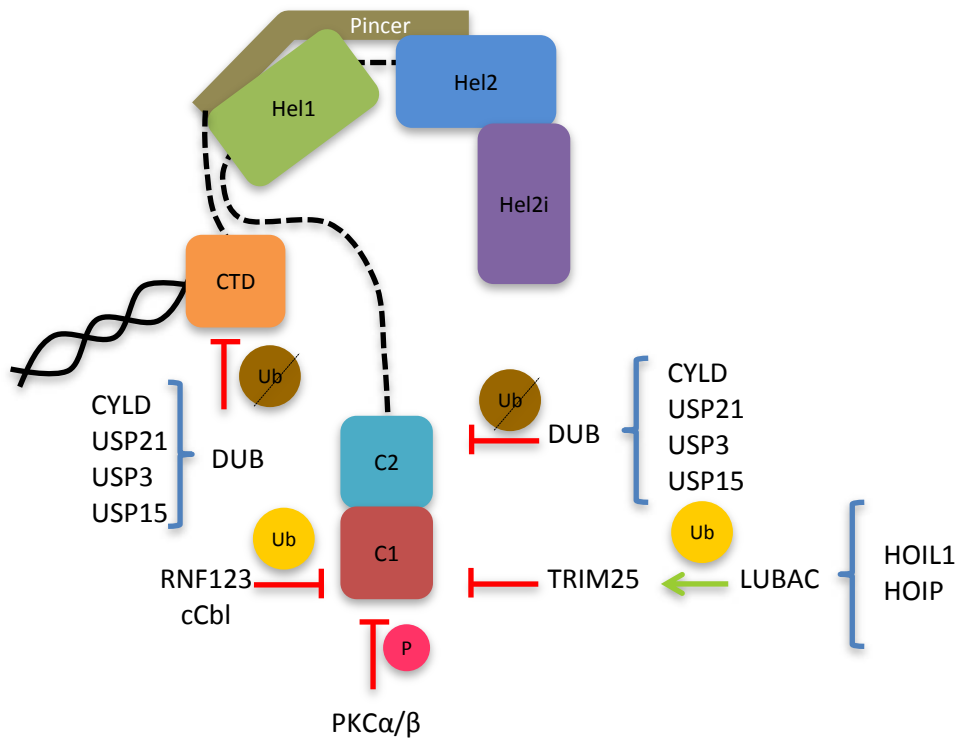 Pincer
Hel1
Hel2
Hel2i
CTD
Ub
CYLD
USP21
USP3
USP15
DUB
Ub
DUB
CYLD
USP21
USP3
USP15
C2
C1
Ub
RNF123
cCbl
TRIM25
Ub
LUBAC
HOIL1
HOIP
P
PKCα/β